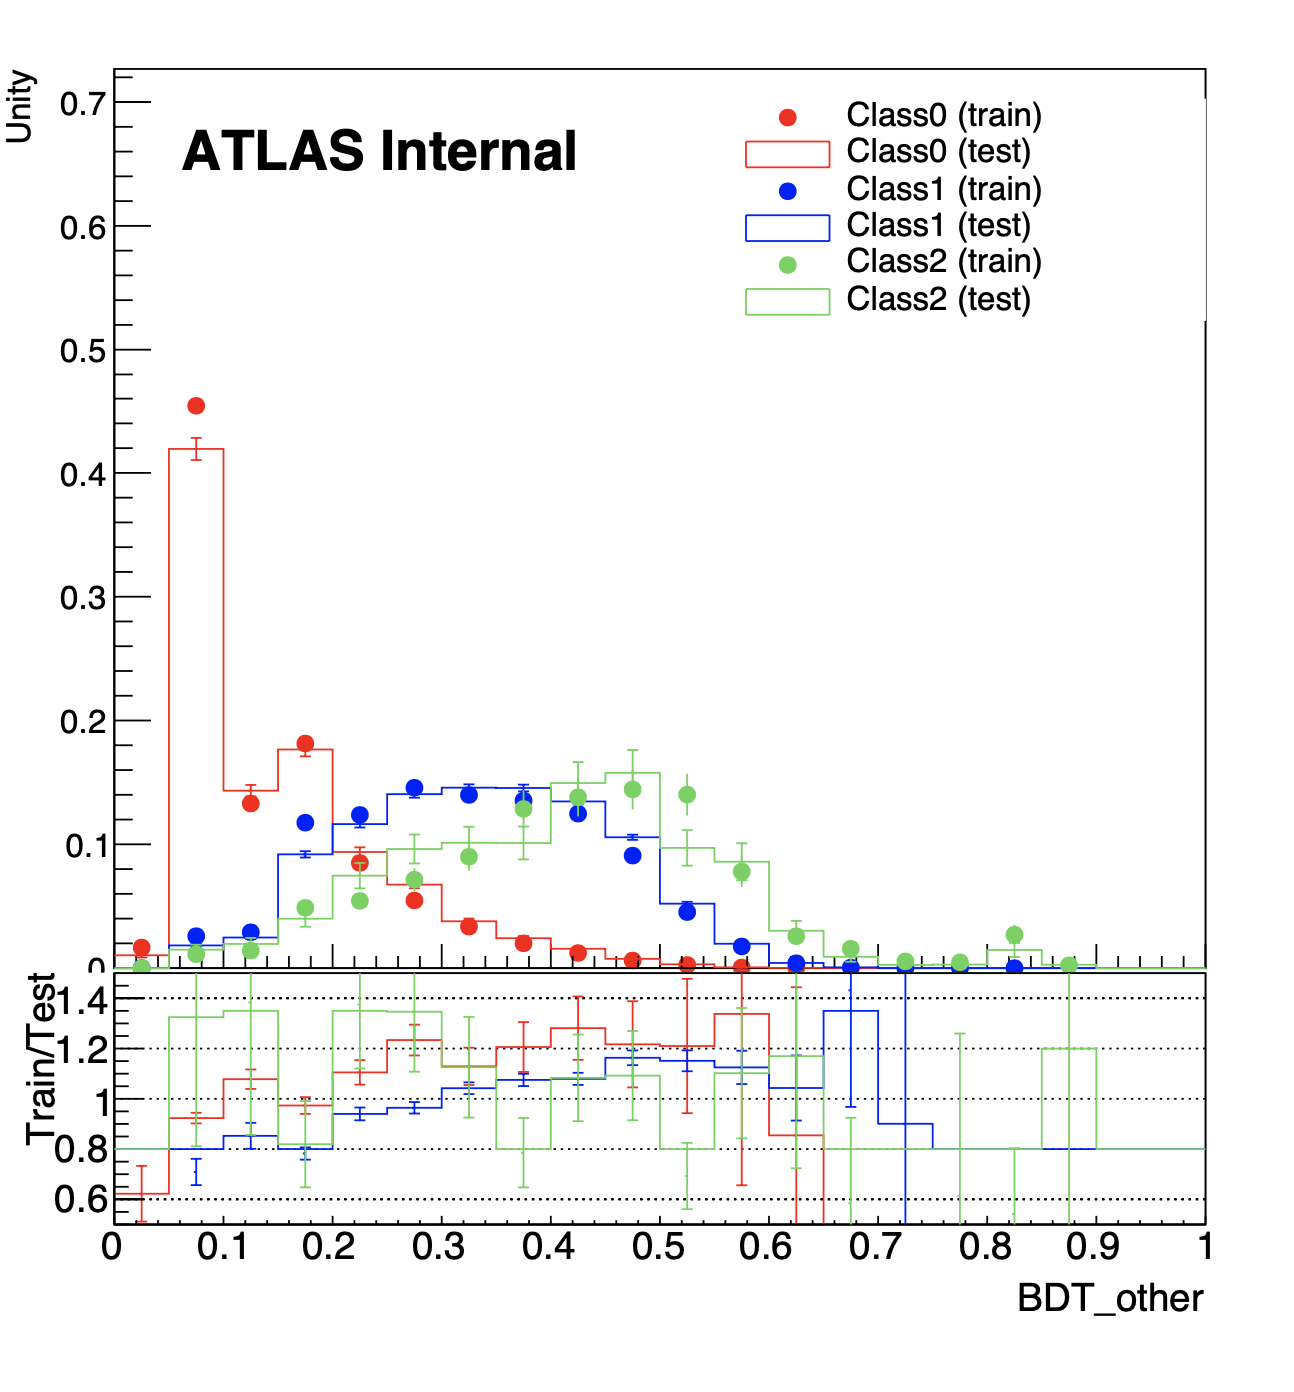 Unity
ATLAS Internal
Class0 (train)
Class0 (test)
Class1 (train)
Class1 (test)
Class2 (train)
Class2 (test)
0.7
0.6
0.5
0.4
0.3
0.2
0.1
0
Train/Test
1.4
1.2
1
0.8
0.6
0 0.1 0.2 0.3 0.4 0.5 0.6 0.7 0.8 0.9 1
BDT_other